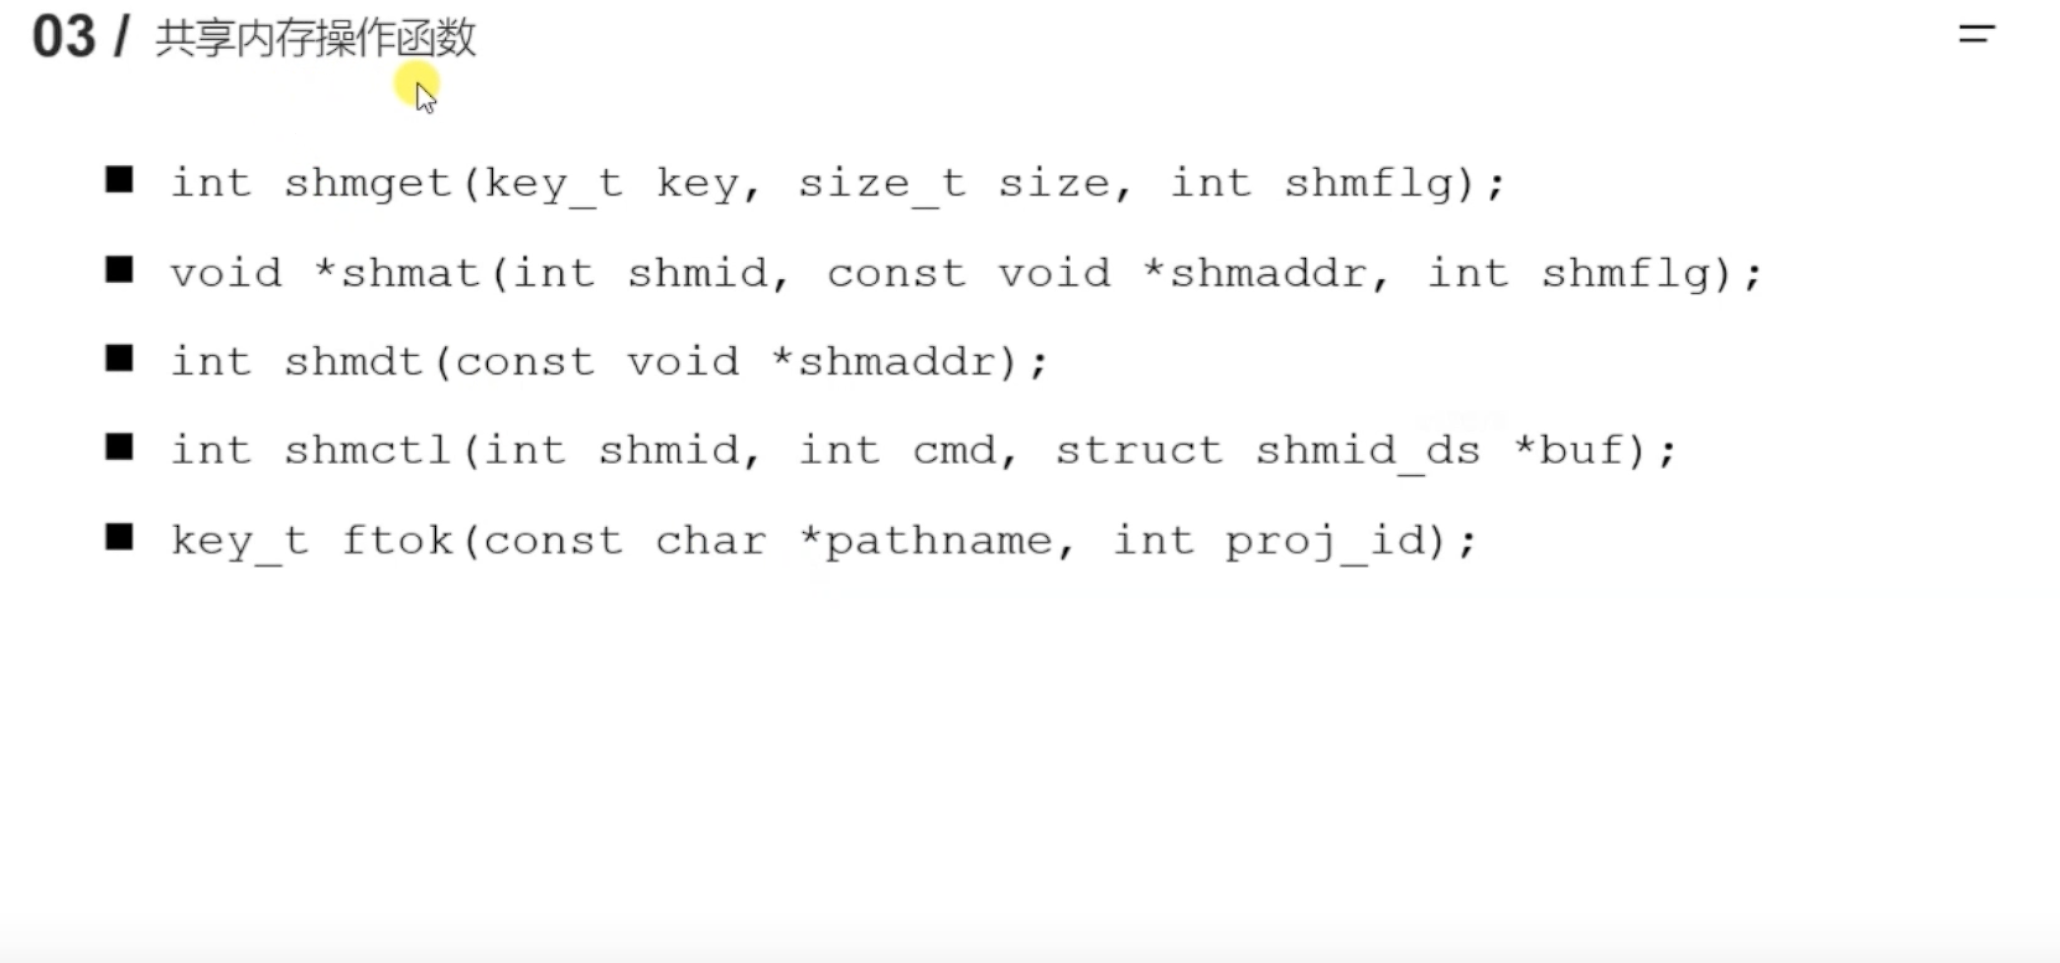 03 / 共享内存操作函数
int shmget(key_t key, size_t size, int shmflg);
void *shmat(int shmid, const void *shmaddr, int shmflg);
int shmdt(const void *shmaddr);
int shmctl(int shmid, int cmd, struct shmid_ds *buf);
key_t ftok(const char *pathname, int proj_id);